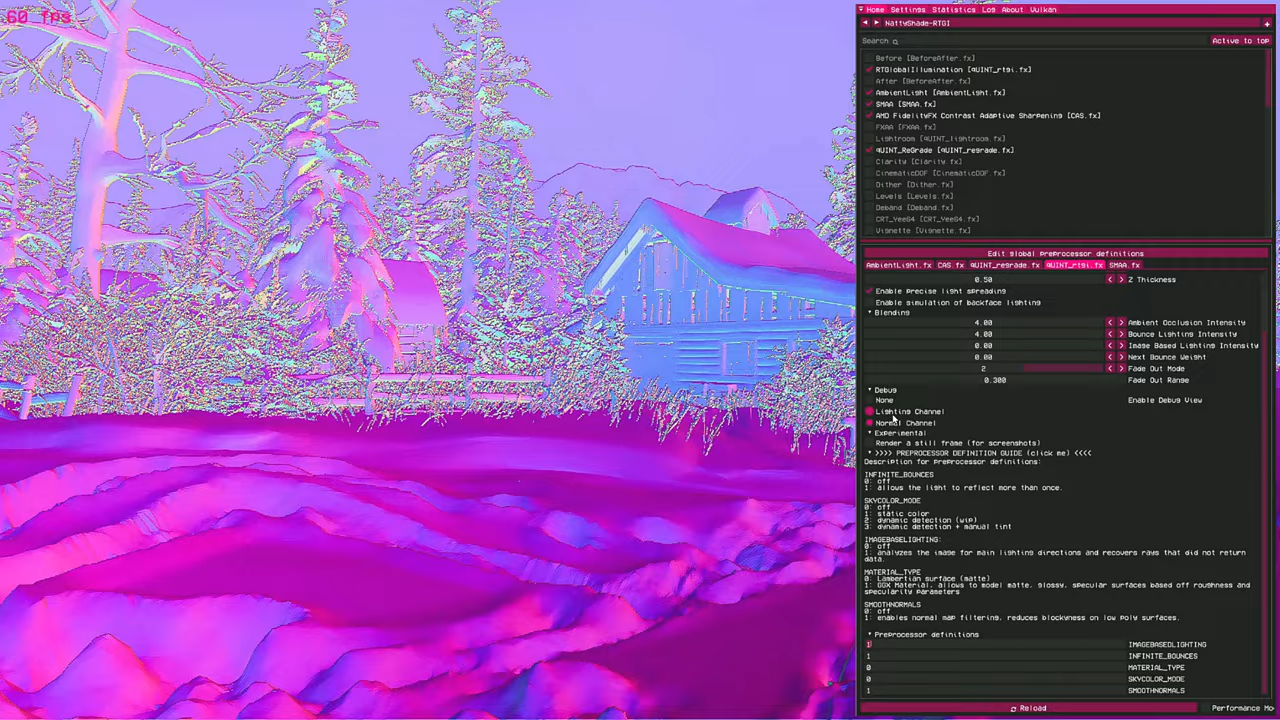 60 fps
Home Settings Statistics Log About Vulkan
NattyShade-RTGI
+
Search
Active to top
Before [BeforeAfter.fx]
RTGlobalIllumination [qUINT_rtgi.fx]
After [BeforeAfter.fx]
AmbientLight [AmbientLight.fx]
SMAA [SMAA.fx]
AMD FidelityFX Contrast Adaptive Sharpening [CAS.fx]
FXAA [FXAA.fx]
Lightroom [qUINT_lightroom.fx]
qUINT_ReGrade [qUINT_regrade.fx]
Clarity [Clarity.fx]
CinematicDOF [CinematicDOF.fx]
Dither [Dither.fx]
Levels [Levels.fx]
Deband [Deband.fx]
CRT_Yee64 [CRT_Yee64.fx]
Vignette [Vignette.fx]
Edit global preprocessor definitions
AmbientLight.fx CAS.fx qUINT_regrade.fx qUINT_rtgi.fx SMAA.fx
0.50 < > Z Thickness
Enable precise light spreading
Enable simulation of backface lighting
Blending
4.00 < > Ambient Occlusion Intensity
4.00 < > Bounce Lighting Intensity
0.00 < > Image Based Lighting Intensity
0.00 < > Next Bounce Weight
2 < > Fade Out Mode
0.300 Fade Out Range
Debug
None Enable Debug View
Lighting Channel
Normal Channel
Experimental
Render a still frame (for screenshots)
>>>> PREPROCESSOR DEFINITION GUIDE (click me) <<<<
Description for preprocessor definitions:
INFINITE_BOUNCES
0: off
1: allows the light to reflect more than once.
SKYCOLOR_MODE
0: off
1: static color
2: dynamic detection (wip)
3: dynamic detection + manual tint
IMAGEBASELIGHTING:
0: off
1: analyzes the image for main lighting directions and recovers rays that did not return
data.
MATERIAL_TYPE
0: Lambertian surface (matte)
1: GGX Material, allows to model matte, glossy, specular surfaces based off roughness and
specularity parameters
SMOOTHNORMALS
0: off
1: enables normal map filtering, reduces blockyness on low poly surfaces.
Preprocessor definitions
1 IMAGEBASEDLIGHTING
1 INFINITE_BOUNCES
0 MATERIAL_TYPE
0 SKYCOLOR_MODE
1 SMOOTHNORMALS
Reload
Performance Mo